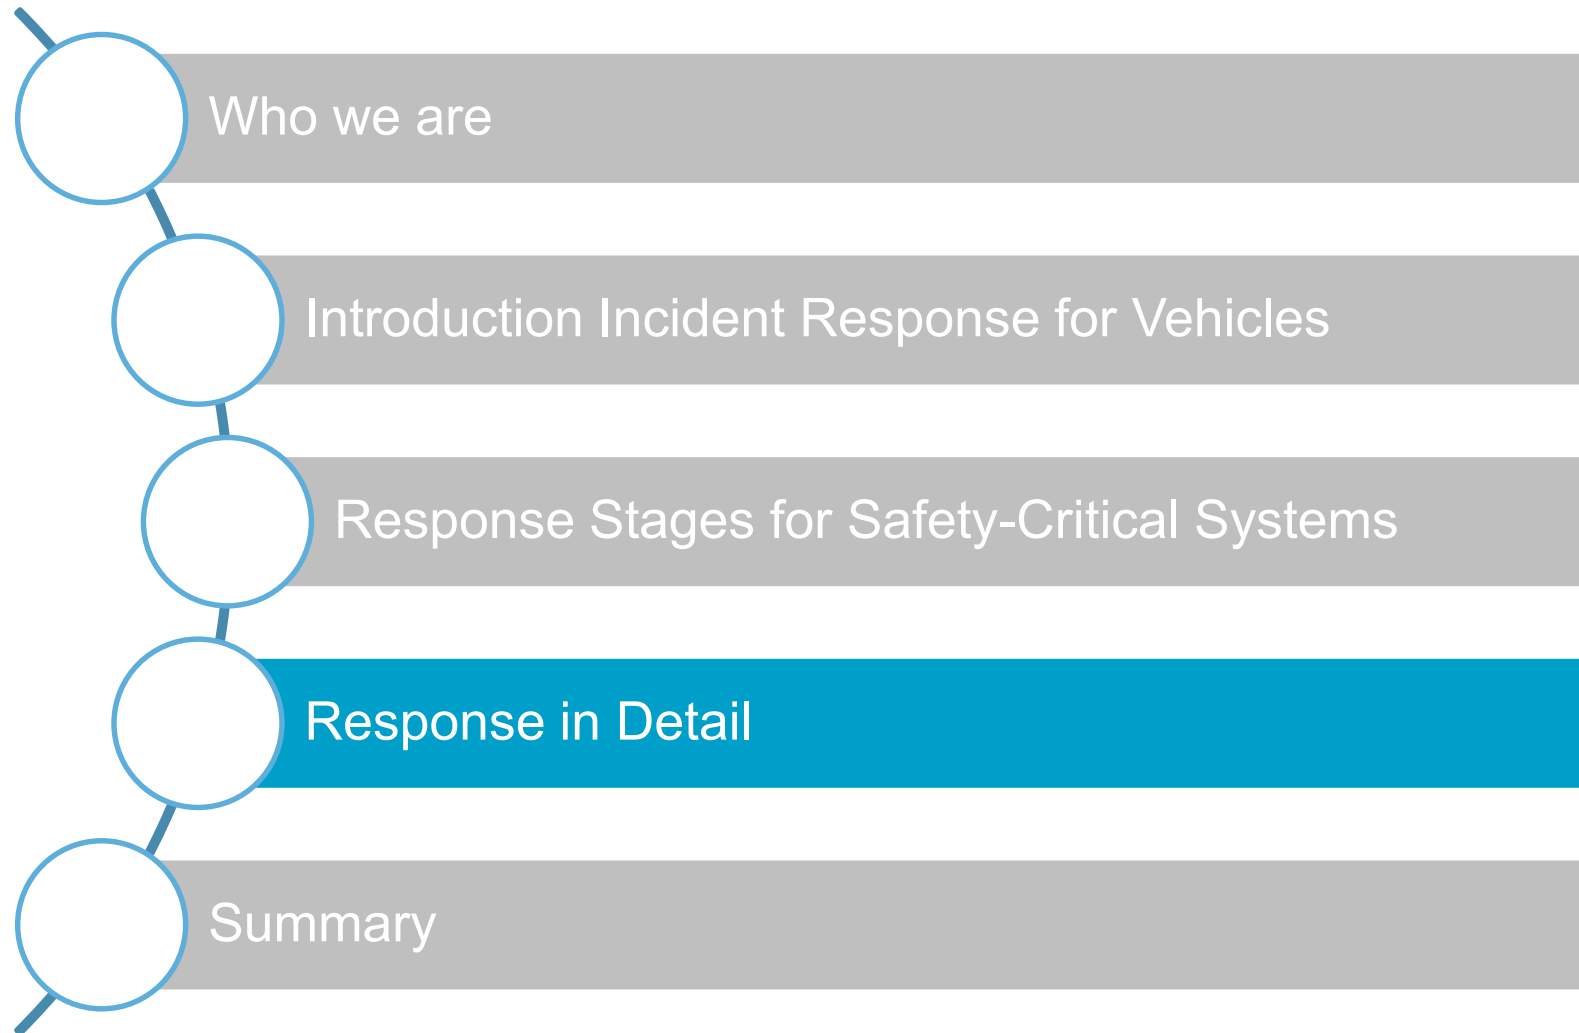 Who we are
Introduction Incident Response for Vehicles
Response Stages for Safety-Critical Systems
Response in Detail
Summary